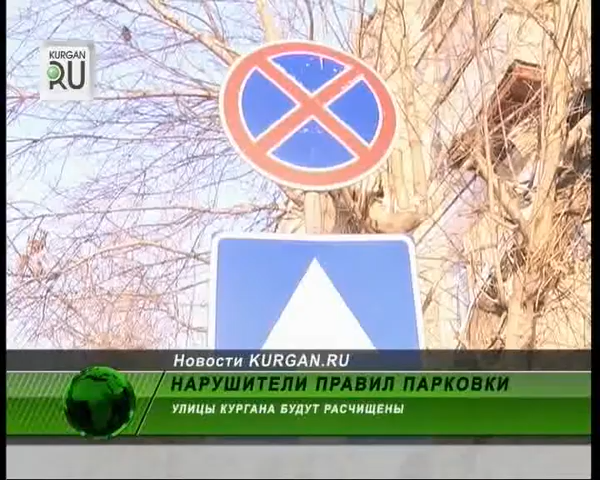 KURGAN
RU
Новости KURGAN.RU
НАРУШИТЕЛИ ПРАВИЛ ПАРКОВКИ
УЛИЦЫ КУРГАНА БУДУТ РАСЧИЩЕНЫ